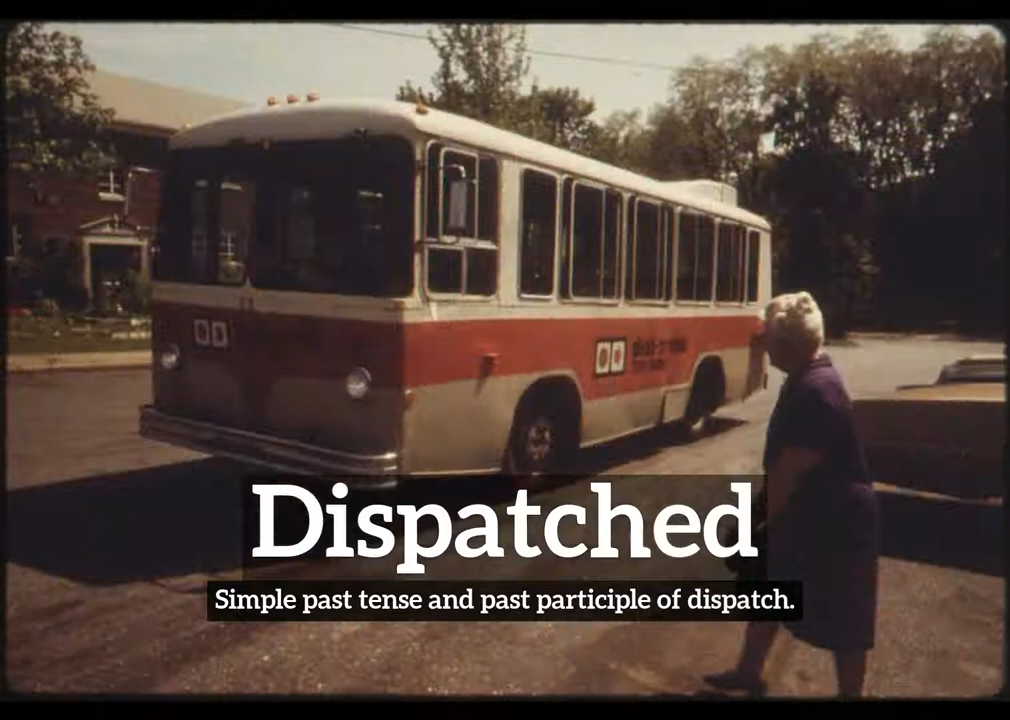 Dispatched
Simple past tense and past participle of dispatch.